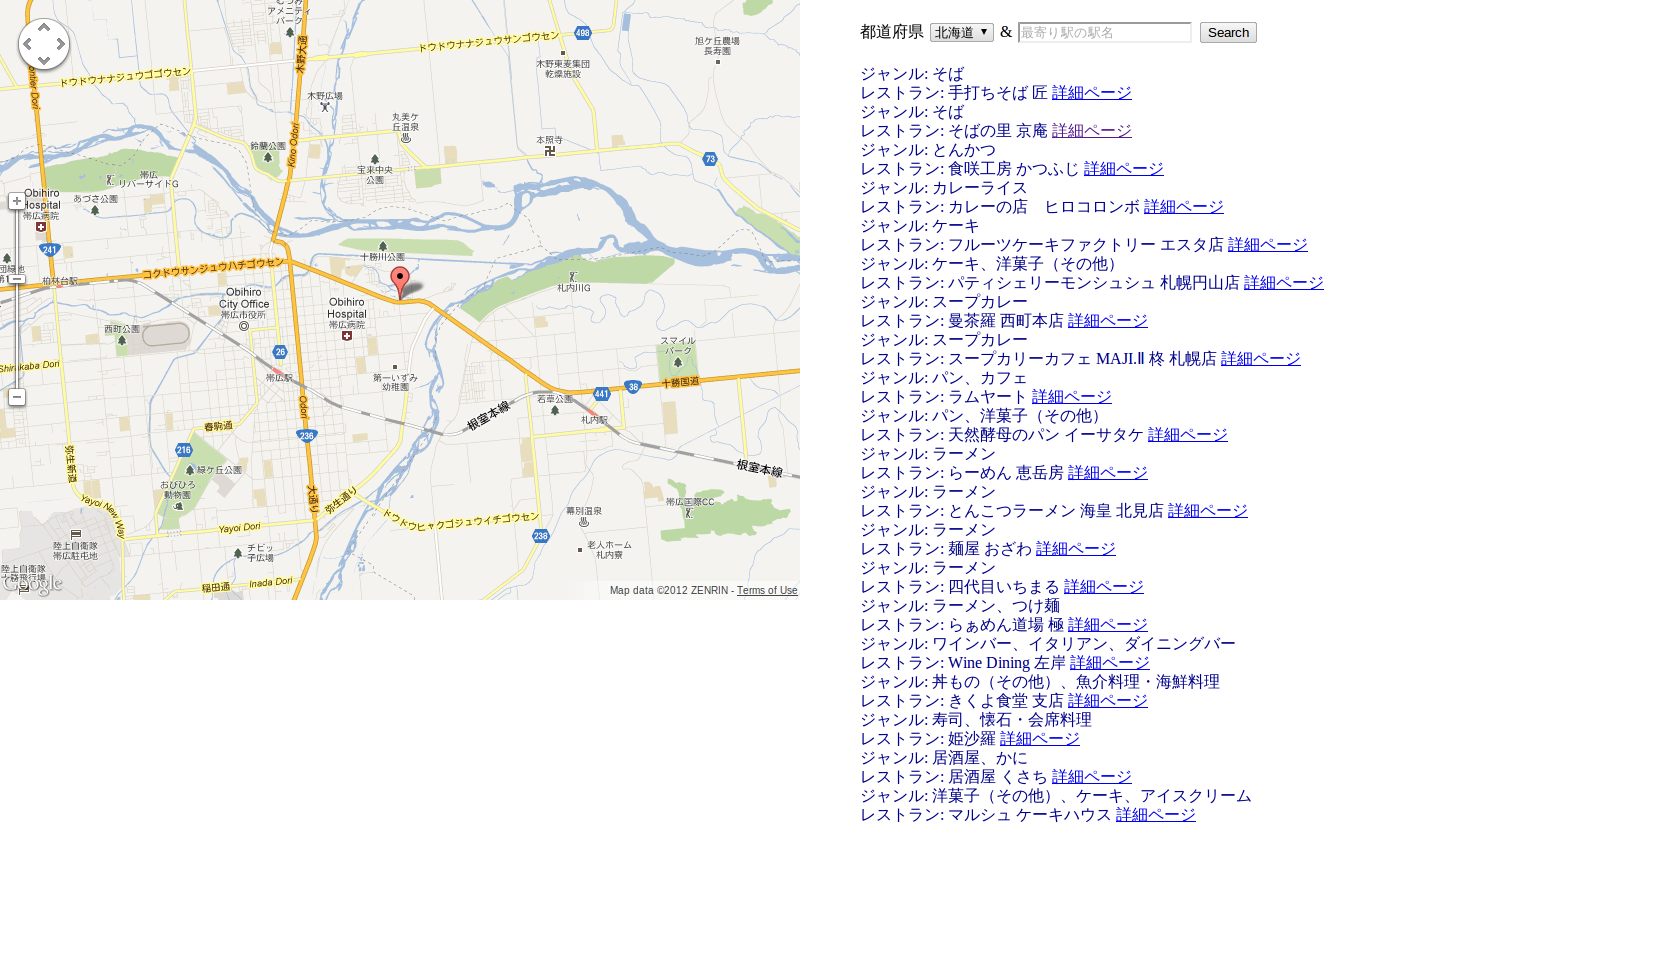 都道府県 北海道 ▼ & 最寄り駅の駅名 Search
ジャンル: そば
レストラン: 手打ちそば 匠 詳細ページ
ジャンル: そば
レストラン: そばの里 京庵 詳細ページ
ジャンル: とんかつ
レストラン: 食咲工房 かつふじ 詳細ページ
ジャンル: カレーライス
レストラン: カレーの店　ヒロコロンボ 詳細ページ
ジャンル: ケーキ
レストラン: フルーツケーキファクトリー エスタ店 詳細ページ
ジャンル: ケーキ、洋菓子（その他）
レストラン: パティシェリーモンシュシュ 札幌円山店 詳細ページ
ジャンル: スープカレー
レストラン: 曼荼羅 西町本店 詳細ページ
ジャンル: スープカレー
レストラン: スープカリーカフェ MAJI.Ⅱ 柊 札幌店 詳細ページ
ジャンル: パン、カフェ
レストラン: ラムヤート 詳細ページ
ジャンル: パン、洋菓子（その他）
レストラン: 天然酵母のパン イーサタケ 詳細ページ
ジャンル: ラーメン
レストラン: らーめん 恵岳房 詳細ページ
ジャンル: ラーメン
レストラン: とんこつラーメン 海皇 北見店 詳細ページ
ジャンル: ラーメン
レストラン: 麺屋 おざわ 詳細ページ
ジャンル: ラーメン
レストラン: 四代目いちまる 詳細ページ
ジャンル: ラーメン、つけ麺
レストラン: らぁめん道場 極 詳細ページ
ジャンル: ワインバー、イタリアン、ダイニングバー
レストラン: Wine Dining 左岸 詳細ページ
ジャンル: 丼もの（その他）、魚介料理・海鮮料理
レストラン: きくよ食堂 支店 詳細ページ
ジャンル: 寿司、懐石・会席料理
レストラン: 姫沙羅 詳細ページ
ジャンル: 居酒屋、かに
レストラン: 居酒屋 くさち 詳細ページ
ジャンル: 洋菓子（その他）、ケーキ、アイスクリーム
レストラン: マルシュ ケーキハウス 詳細ページ
アメニティ
パーク
498
旭ケ丘農場
長寿園
ドウドウナナジュウサンゴウセン
木野大通
木野東麦集団
乾燥施設
ドウドウナナジュウゴゴウセン
木野広場
丸美ケ
丘温泉
Kino Odori
鈴蘭公園
本照寺
73
宝来中央
公園
帯広
リバーサイドG
Obihiro
Hospital
帯広病院
あづさ公園
241
十勝川公園
コクドウサンジュウハチゴウセン
柏林台駅
札内川G
Obihiro
City Office
帯広市役所
Obihiro
Hospital
帯広病院
西町公園
26
帯広駅
スマイル
パーク
Shirakaba Dori
第一いずみ
幼稚園
十勝国道
38
441
若草公園
札内駅
Odori
根室本線
春駒通
236
216
弥生新道
緑ケ丘公園
おびひろ
動物園
根室本線
大通り
弥生通り
Yayoi New Way
Yayoi Dori
ドウドウヒャクゴジュウイチゴウセン
帯広国際CC
幕別温泉
238
陸上自衛隊
帯広駐屯地
チビッ
子広場
老人ホーム
札内寮
陸上自衛隊
十勝飛行場
稲田通 Inada Dori
Google
Map data ©2012 ZENRIN - Terms of Use